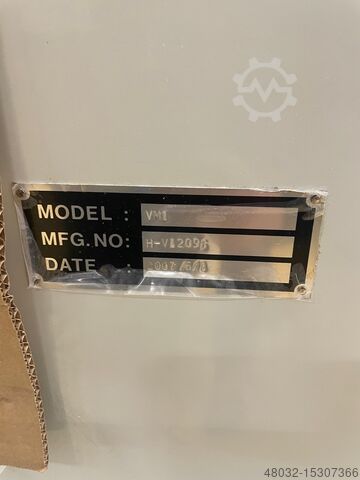 MODEL : VM1
MFG.NO:
DATE :
48032-15307366